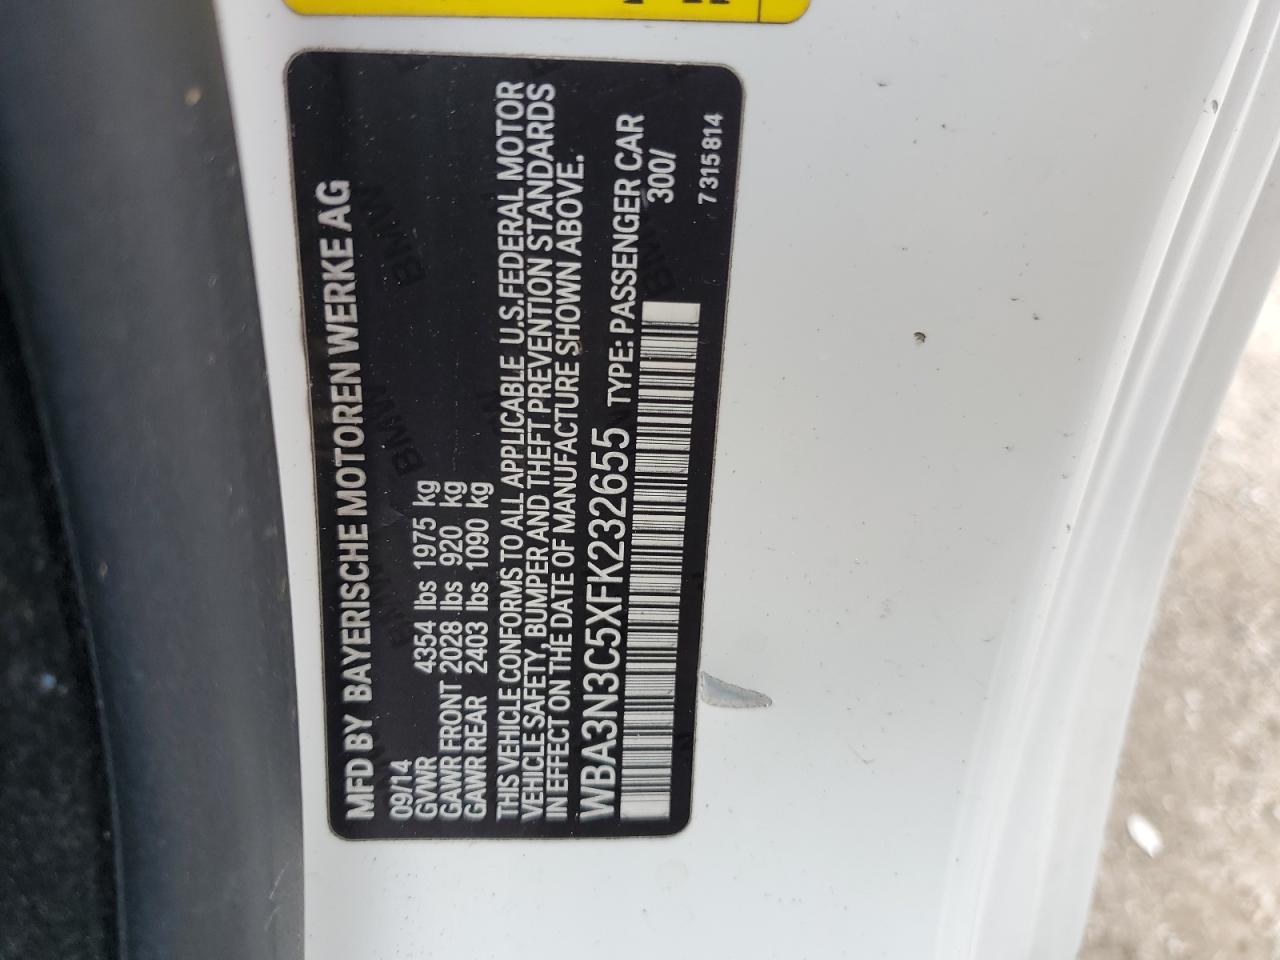 MFD BY BAYERISCHE MOTOREN WERKE AG
09/14
GVWR 4354 lbs 1975 kg
GAWR FRONT 2028 lbs 920 kg
GAWR REAR 2403 lbs 1090 kg
THIS VEHICLE CONFORMS TO ALL APPLICABLE U.S.FEDERAL MOTOR
VEHICLE SAFETY, BUMPER AND THEFT PREVENTION STANDARDS
IN EFFECT ON THE DATE OF MANUFACTURE SHOWN ABOVE.
WBA3N3C5XFK232655 TYPE: PASSENGER CAR
300/
7 315 814